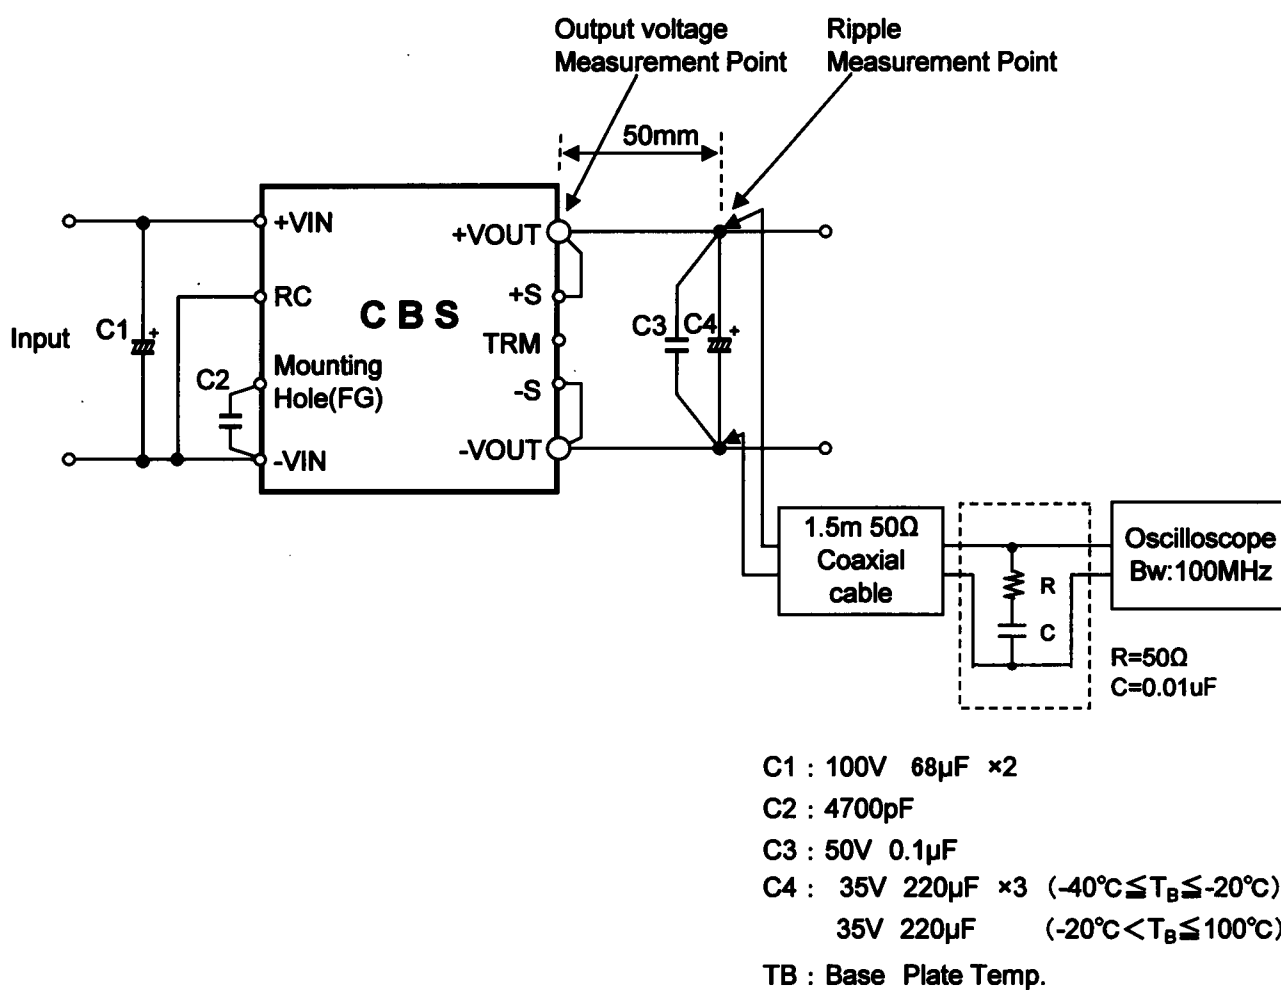 Output voltage
Measurement Point
Ripple
Measurement Point
50mm
+VIN
+VOUT
RC
+S
C B S
Input
C1
+
C3
C4
+
TRM
Mounting
Hole(FG)
C2
-S
-VIN
-VOUT
1.5m 50Ω
Coaxial
cable
Oscilloscope
Bw:100MHz
R
C
R=50Ω
C=0.01uF
C1 : 100V 68µF ×2
C2 : 4700pF
C3 : 50V 0.1µF
C4 : 35V 220µF ×3 (-40℃≦TB≦-20℃)
35V 220µF (-20℃<TB≦100℃)
TB : Base Plate Temp.